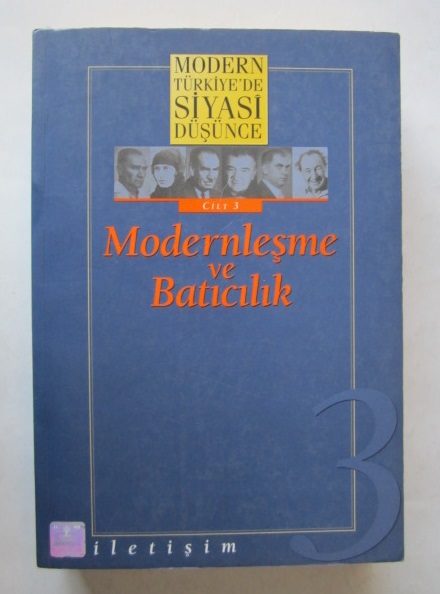 MODERN
TÜRKİYE'DE
SİYASÎ
DÜŞÜNCE
CİLT 3
Modernleşme
ve
Batıcılık
3
iletişim